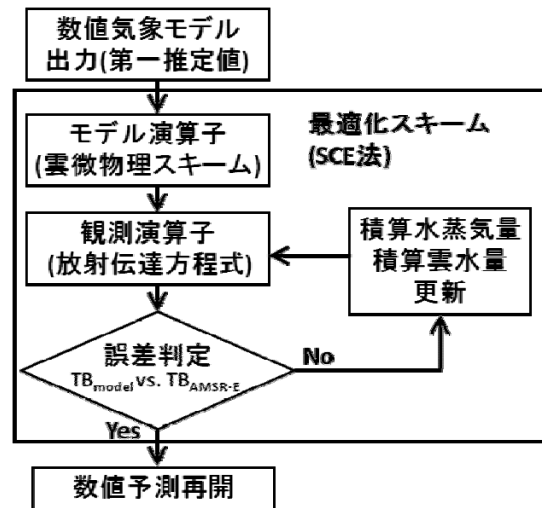 数値気象モデル
出力(第一推定値)
モデル演算子
(雲微物理スキーム)
最適化スキーム
(SCE法)
観測演算子
(放射伝達方程式)
積算水蒸気量
積算雲水量
更新
誤差判定
TBmodel vs. TBAMSR-E
No
Yes
数値予測再開